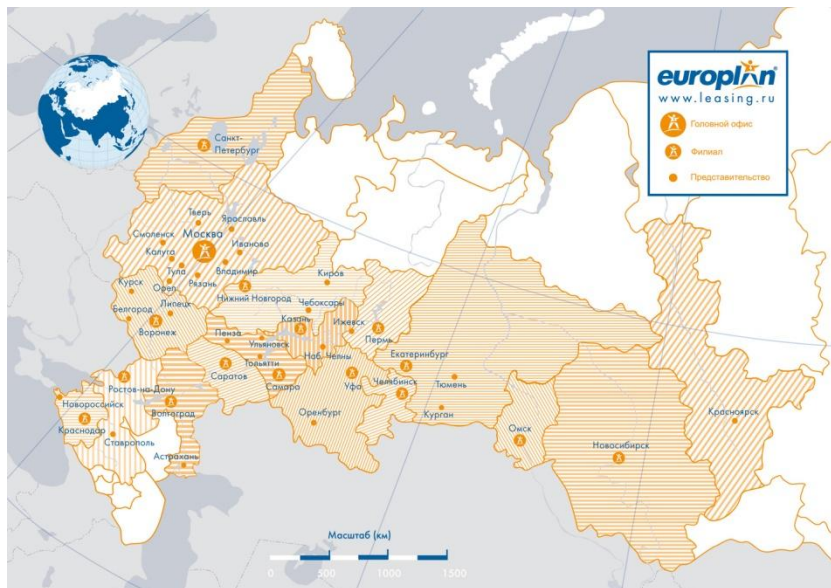 europlan
www.leasing.ru
Головной офис
Филиал
Представительство
Санкт-
Петербург
Тверь
Ярославль
Смоленск
Москва
Калуга
Иваново
Тула
Владимир
Орел
Рязань
Нижний Новгород
Киров
Курск
Липецк
Чебоксары
Белгород
Воронеж
Казань
Ижевск
Пермь
Пенза
Ульяновск
Наб. Челны
Тольятти
Екатеринбург
Саратов
Самара
Уфа
Челябинск
Тюмень
Ростов-на-Дону
Новороссийск
Волгоград
Оренбург
Курган
Красноярск
Краснодар
Омск
Новосибирск
Ставрополь
Астрахань
Масштаб (км)
0 500 1000 1500